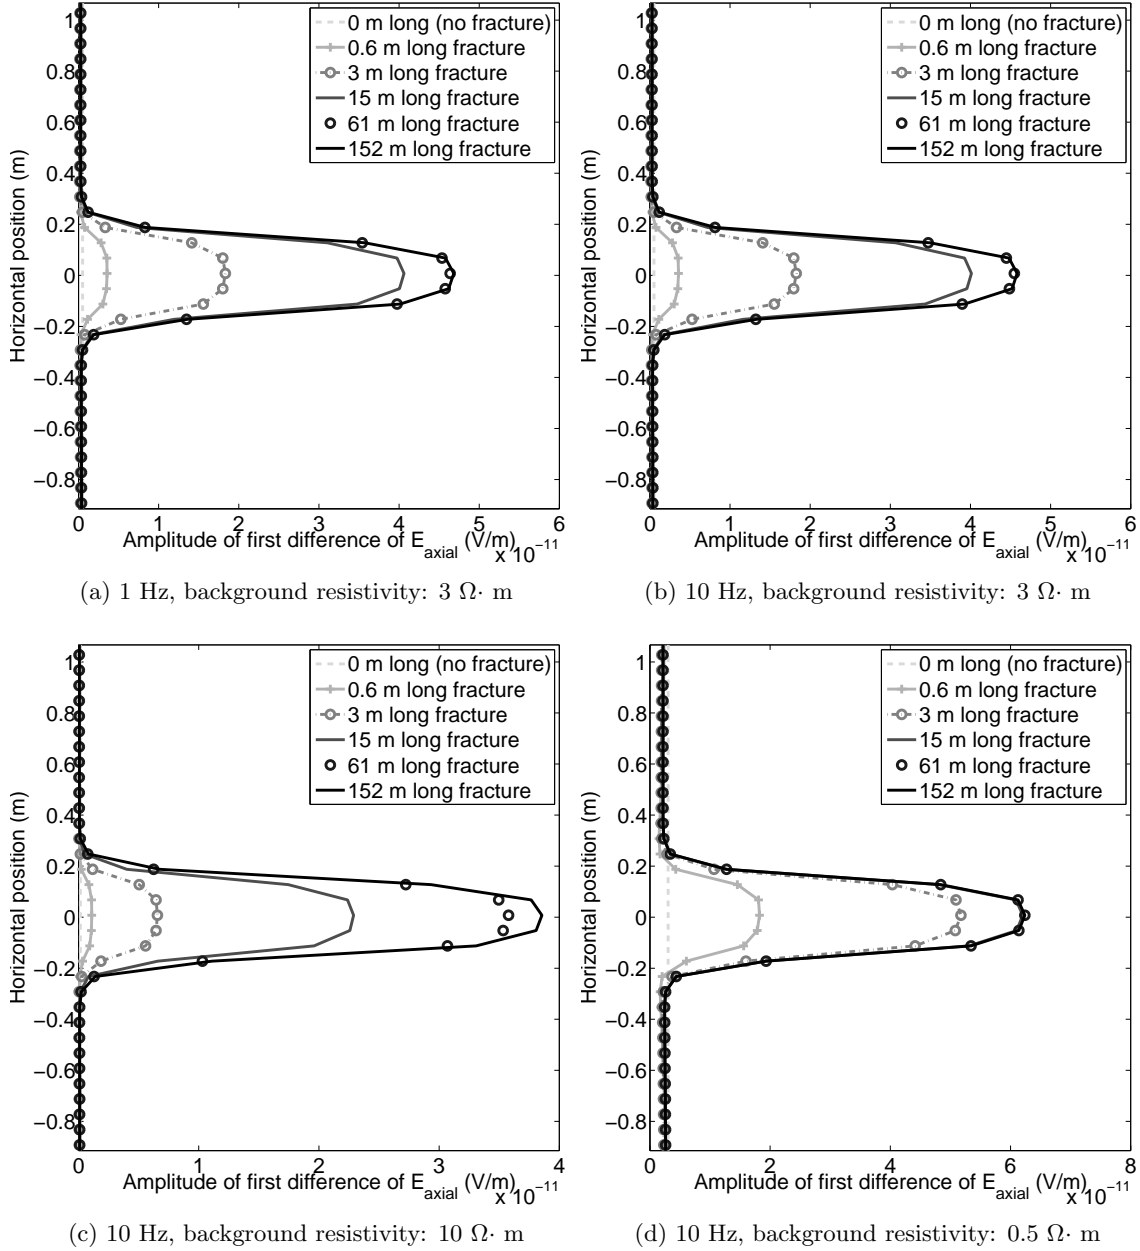 1
0.8
0.6
0.4
0.2
0
−0.2
−0.4
−0.6
−0.8
Horizontal position (m)
0 m long (no fracture)
0.6 m long fracture
3 m long fracture
15 m long fracture
61 m long fracture
152 m long fracture
0 1 2 3 4 5 6
Amplitude of first difference of E_axial (V/m)
x 10^−11
(a) 1 Hz, background resistivity: 3 Ω· m
1
0.8
0.6
0.4
0.2
0
−0.2
−0.4
−0.6
−0.8
Horizontal position (m)
0 m long (no fracture)
0.6 m long fracture
3 m long fracture
15 m long fracture
61 m long fracture
152 m long fracture
0 1 2 3 4 5 6
Amplitude of first difference of E_axial (V/m)
x 10^−11
(b) 10 Hz, background resistivity: 3 Ω· m
1
0.8
0.6
0.4
0.2
0
−0.2
−0.4
−0.6
−0.8
Horizontal position (m)
0 m long (no fracture)
0.6 m long fracture
3 m long fracture
15 m long fracture
61 m long fracture
152 m long fracture
0 1 2 3 4
Amplitude of first difference of E_axial (V/m)
x 10^−11
(c) 10 Hz, background resistivity: 10 Ω· m
1
0.8
0.6
0.4
0.2
0
−0.2
−0.4
−0.6
−0.8
Horizontal position (m)
0 m long (no fracture)
0.6 m long fracture
3 m long fracture
15 m long fracture
61 m long fracture
152 m long fracture
0 2 4 6 8
Amplitude of first difference of E_axial (V/m)
x 10^−11
(d) 10 Hz, background resistivity: 0.5 Ω· m